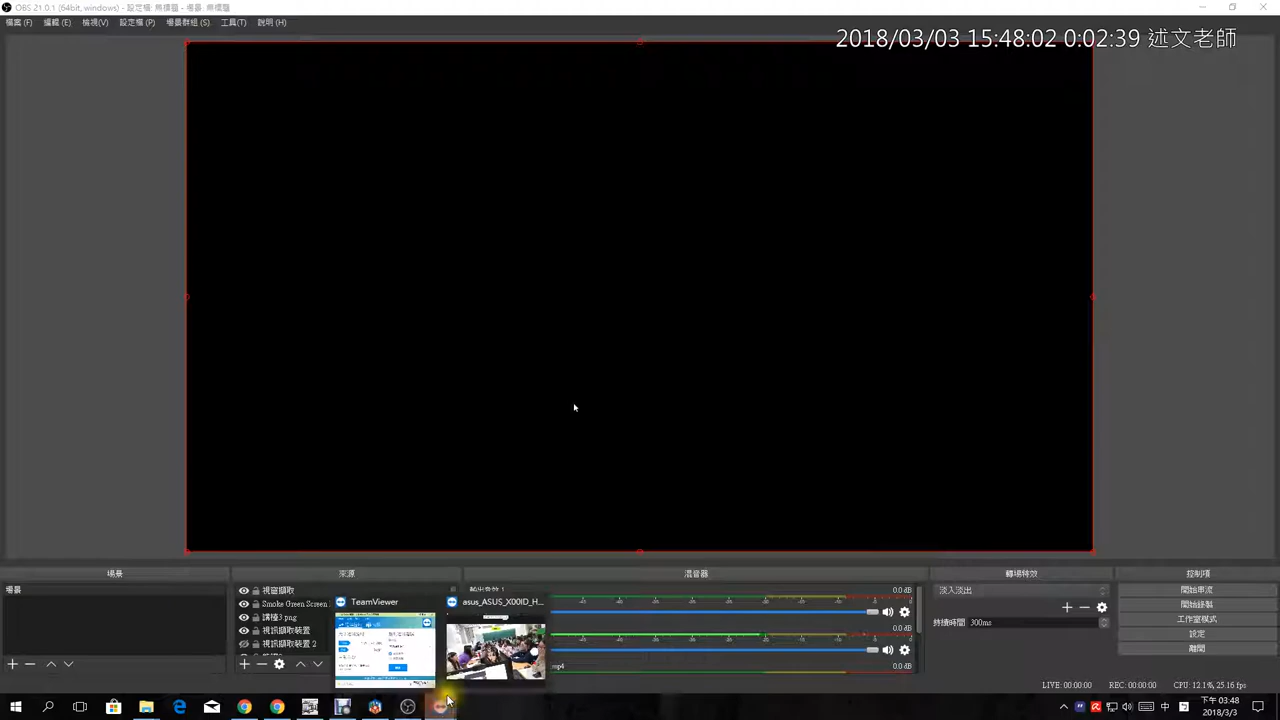 OBS 21.0.1 (64bit, windows) - 設定檔: 無標題 - 場景: 無標題
檔案 (F) 編輯 (E) 檢視(V) 設定檔 (P) 場景群組 (S) 工具(T) 說明 (H)
2018/03/03 15:48:02 0:02:39 述文老師
場景 來源 混音器 轉場特效 控制項
場景
視窗擷取
Smoke Green Screen
講檯3.png
視訊擷取裝置
視訊擷取裝置 2
TeamViewer
asus_ASUS_X00ID_H...
0.0 dB
0.0 dB
.mp4 0.0 dB
淡入淡出
持續時間 300ms
開始串流
開始錄製
工作室模式
設定
離開
LIVE: 00:00:00 REC: 00:00:00 CPU: 12.1%, 25.16 fps
中
下午 03:48
2018/3/3